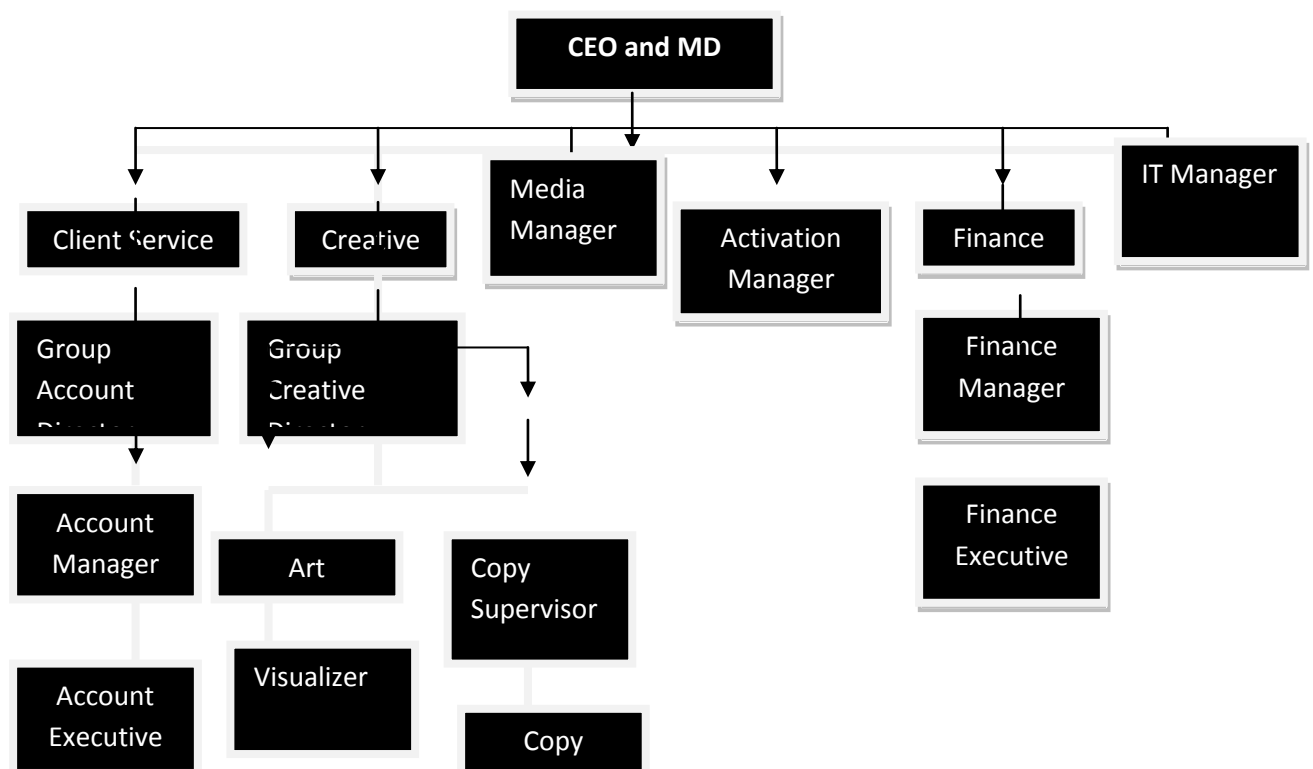 CEO and MD
IT Manager
Media
Manager
Client Service
Creative
Activation
Manager
Finance
Group
Account
Group
Creative
Finance
Manager
Account
Manager
Art
Copy
Supervisor
Finance
Executive
Visualizer
Account
Executive
Copy